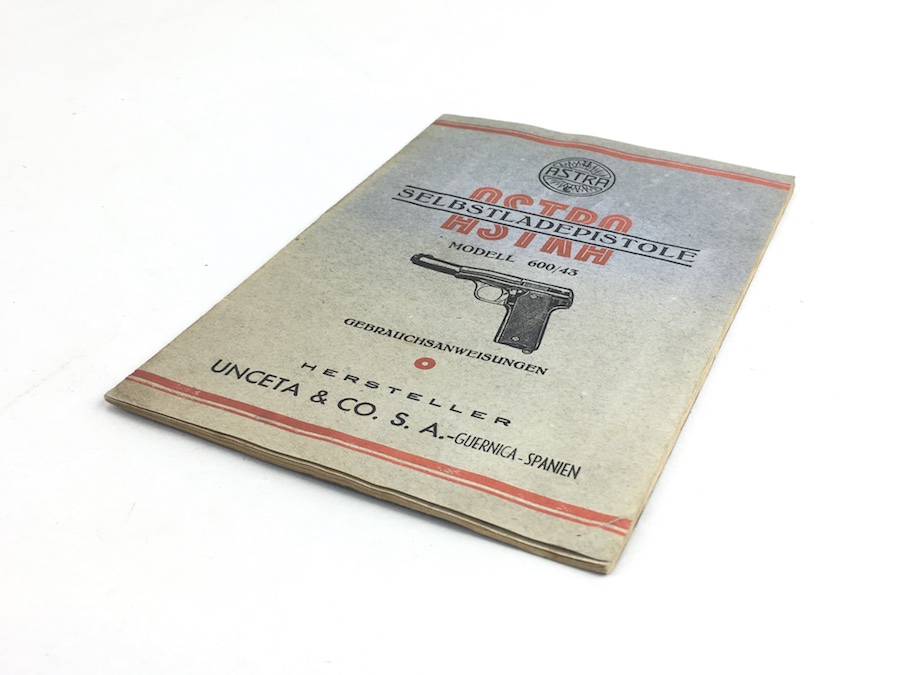 ASTRA
ASTRA
SELBSTLADEPISTOLE
MODELL 600/43
GEBRAUCHSANWEISUNGEN
HERSTELLER
UNCETA & CO. S. A.-GUERNICA-SPANIEN